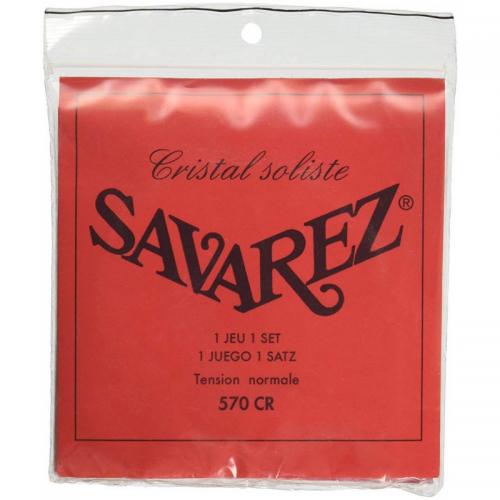 Cristal soliste
SAVAREZ®
1 JEU 1 SET
1 JUEGO 1 SATZ
Tension normale
570 CR